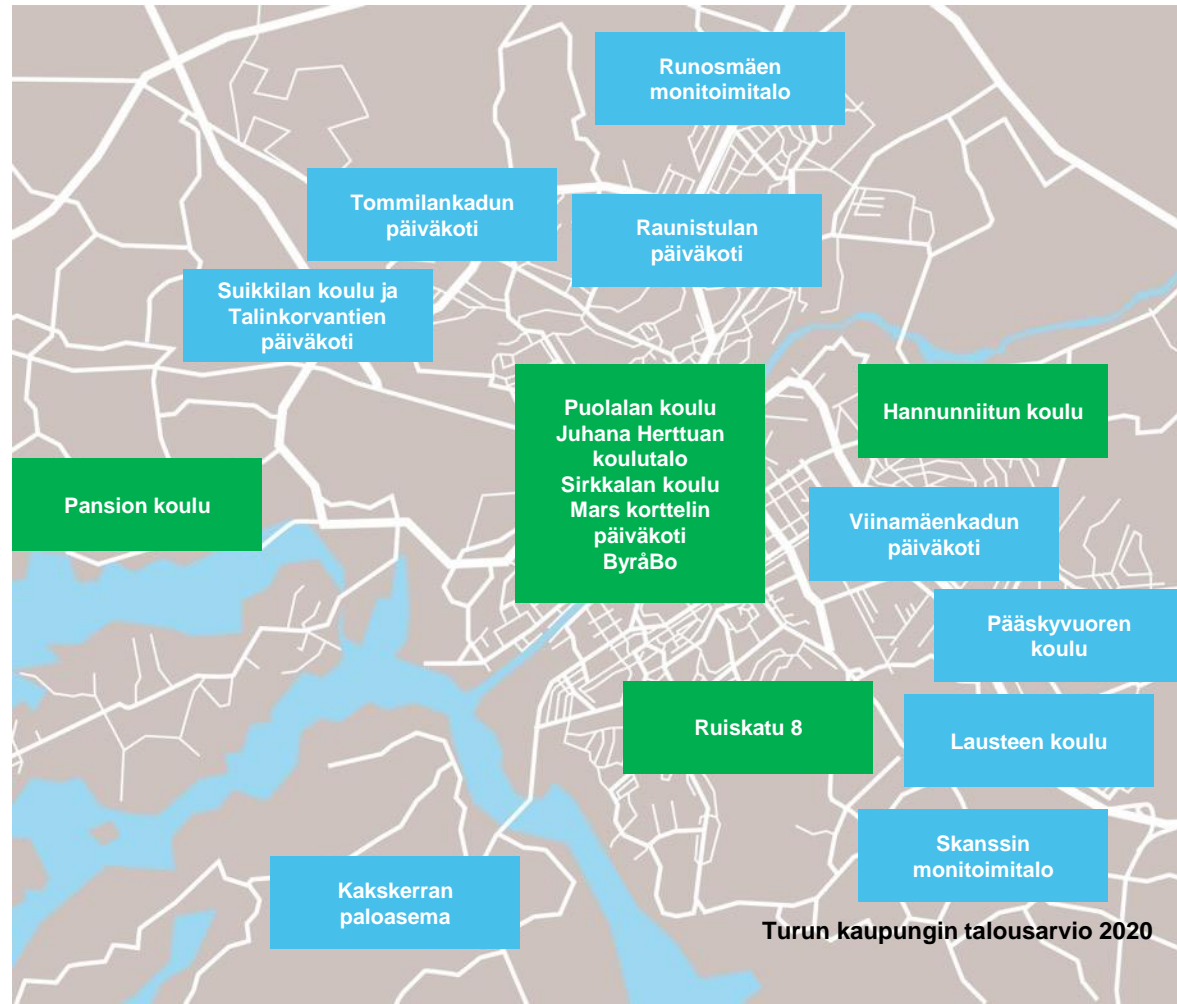 Runosmäen
monitoimitalo
Tommilankadun
päiväkoti
Raunistulan
päiväkoti
Suikkilan koulu ja
Talinkorvantien
päiväkoti
Puolalan koulu
Juhana Herttuan
koulutalo
Sirkkalan koulu
Mars korttelin
päiväkoti
ByråBo
Hannunniitun koulu
Pansion koulu
Viinamäenkadun
päiväkoti
Pääskyvuoren
koulu
Ruiskatu 8
Lausteen koulu
Skanssin
monitoimitalo
Kakskerran
paloasema
Turun kaupungin talousarvio 2020